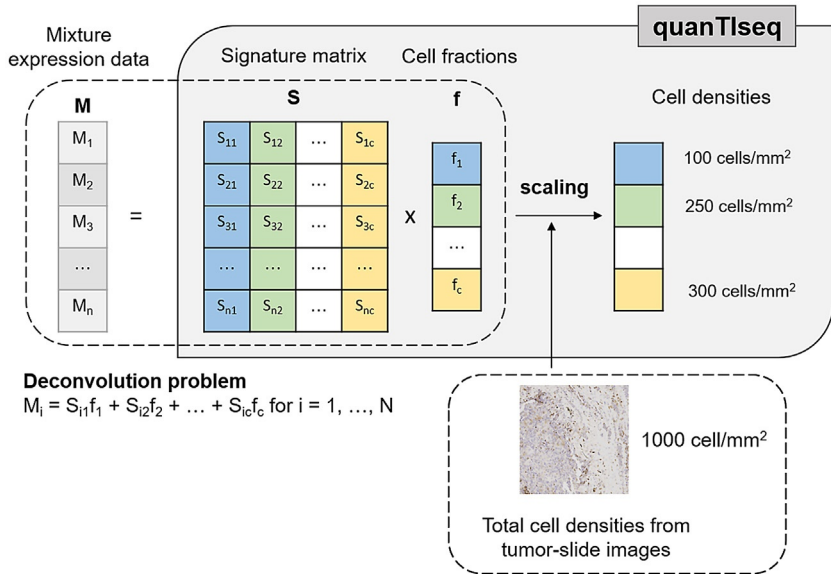 Mixture
expression data
Signature matrix
Cell fractions
quanTIseq
M
S
f
Cell densities
M₁
M₂
M₃
...
Mₙ
=
S₁₁ S₁₂ ... S₁c
S₂₁ S₂₂ ... S₂c
S₃₁ S₃₂ ... S₃c
... ... ... ...
Sₙ₁ Sₙ₂ ... Sₙc
x
f₁
f₂
...
fc
scaling
100 cells/mm²
250 cells/mm²
300 cells/mm²
Deconvolution problem
Mᵢ = Sᵢ₁f₁ + Sᵢ₂f₂ + ... + Sᵢcfc for i = 1, ..., N
1000 cell/mm²
Total cell densities from
tumor-slide images